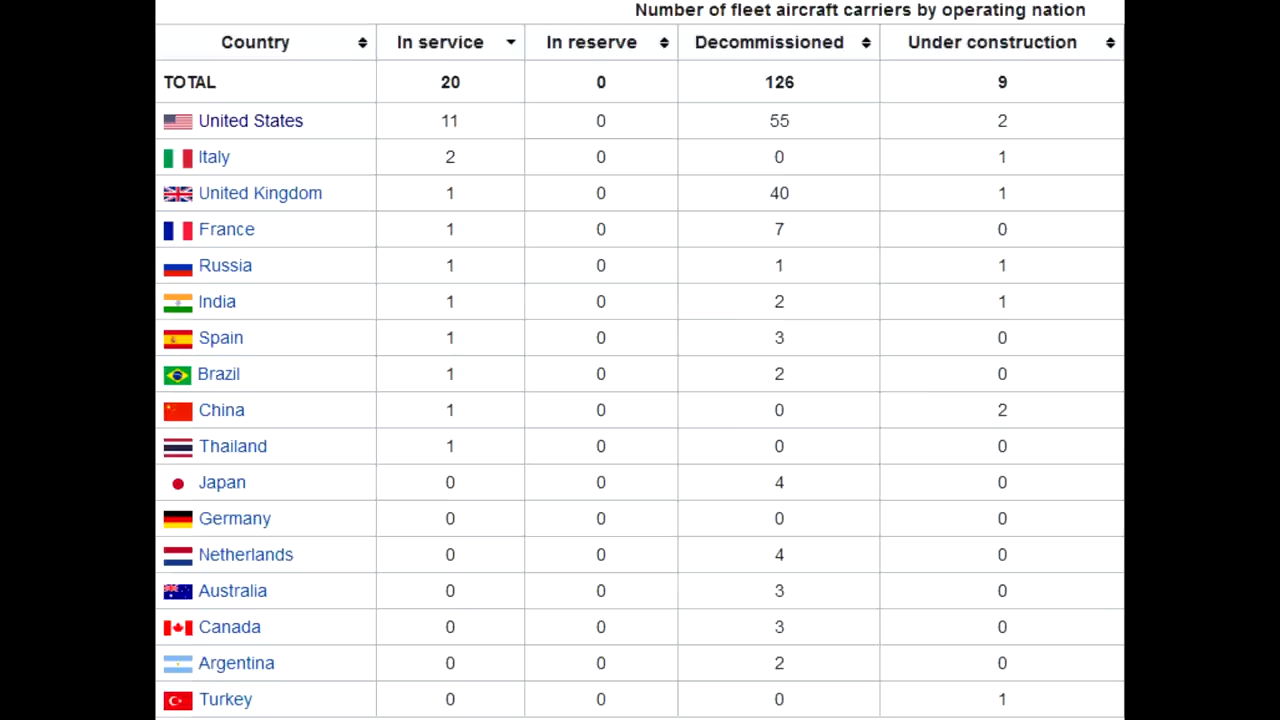 Number of fleet aircraft carriers by operating nation
Country In service In reserve Decommissioned Under construction
TOTAL 20 0 126 9
United States 11 0 55 2
Italy 2 0 0 1
United Kingdom 1 0 40 1
France 1 0 7 0
Russia 1 0 1 1
India 1 0 2 1
Spain 1 0 3 0
Brazil 1 0 2 0
China 1 0 0 2
Thailand 1 0 0 0
Japan 0 0 4 0
Germany 0 0 0 0
Netherlands 0 0 4 0
Australia 0 0 3 0
Canada 0 0 3 0
Argentina 0 0 2 0
Turkey 0 0 0 1